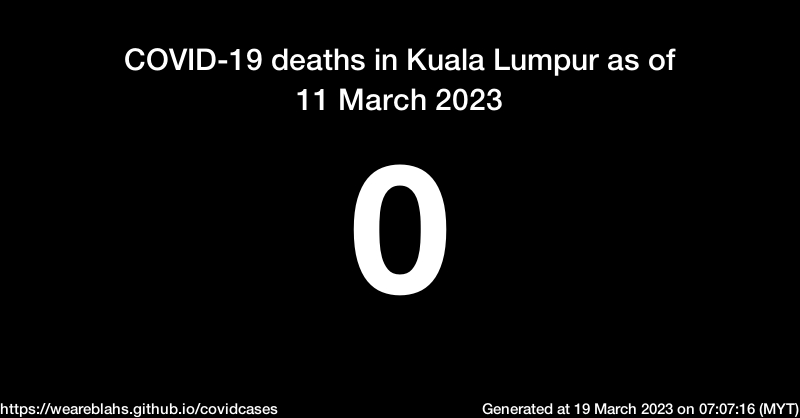 COVID-19 deaths in Kuala Lumpur as of
11 March 2023
0
https://weareblahs.github.io/covidcases
Generated at 19 March 2023 on 07:07:16 (MYT)